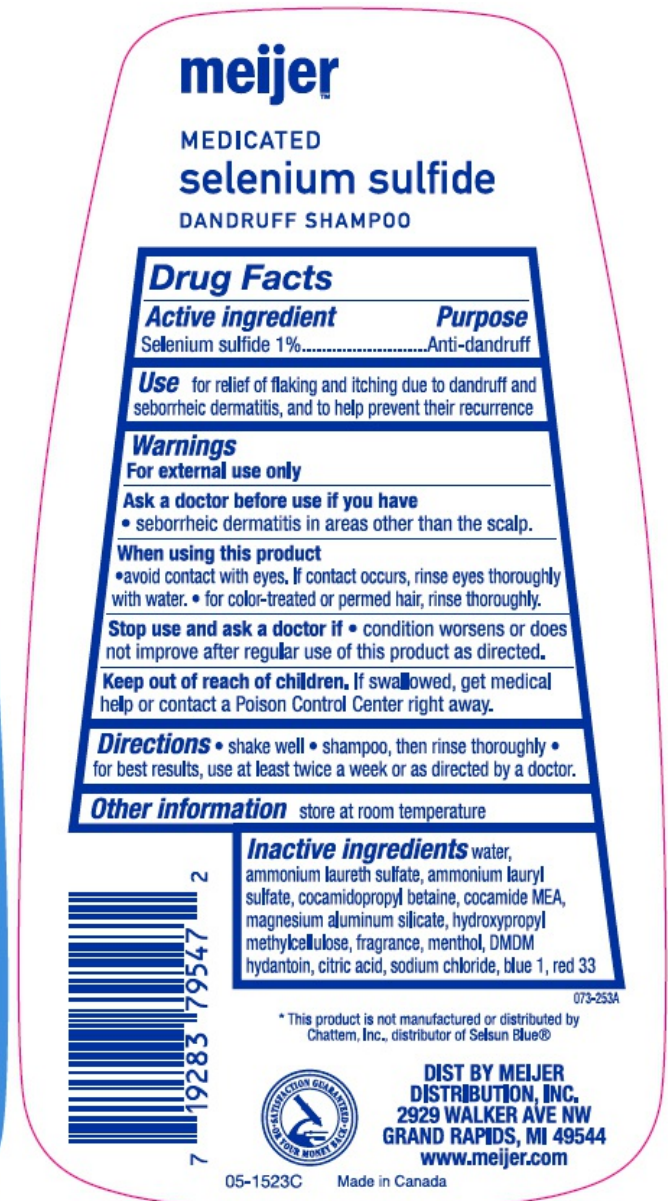 meijer™
MEDICATED
selenium sulfide
DANDRUFF SHAMPOO
Drug Facts
Active ingredient Purpose
Selenium sulfide 1%............................Anti-dandruff
Use for relief of flaking and itching due to dandruff and
seborrheic dermatitis, and to help prevent their recurrence
Warnings
For external use only
Ask a doctor before use if you have
• seborrheic dermatitis in areas other than the scalp.
When using this product
•avoid contact with eyes. If contact occurs, rinse eyes thoroughly
with water. • for color-treated or permed hair, rinse thoroughly.
Stop use and ask a doctor if • condition worsens or does
not improve after regular use of this product as directed.
Keep out of reach of children. If swallowed, get medical
help or contact a Poison Control Center right away.
Directions • shake well • shampoo, then rinse thoroughly •
for best results, use at least twice a week or as directed by a doctor.
Other information store at room temperature
Inactive ingredients water,
ammonium laureth sulfate, ammonium lauryl
sulfate, cocamidopropyl betaine, cocamide MEA,
magnesium aluminum silicate, hydroxypropyl
methylcellulose, fragrance, menthol, DMDM
hydantoin, citric acid, sodium chloride, blue 1, red 33
7 19283 79547 2
073-253A
* This product is not manufactured or distributed by
Chattem, Inc., distributor of Selsun Blue®
•SATISFACTION GUARANTEED•
OR YOUR MONEY BACK
DIST BY MEIJER
DISTRIBUTION, INC.
2929 WALKER AVE NW
GRAND RAPIDS, MI 49544
www.meijer.com
05-1523C Made in Canada